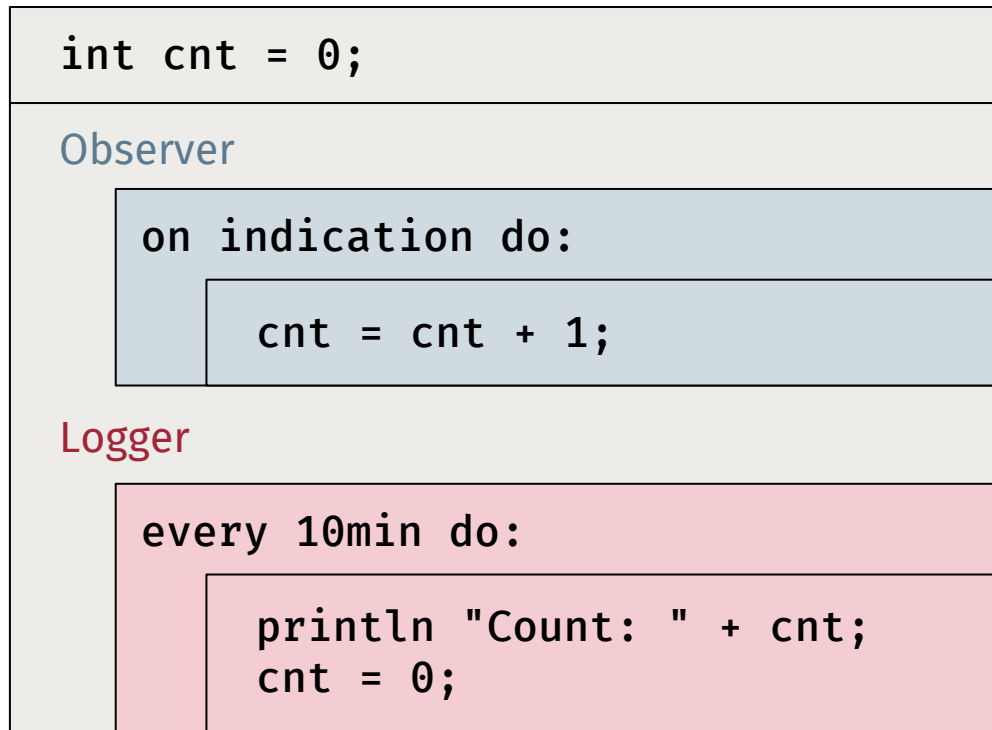 int cnt = 0;
Observer
on indication do:
cnt = cnt + 1;
Logger
every 10min do:
println "Count: " + cnt;
cnt = 0;